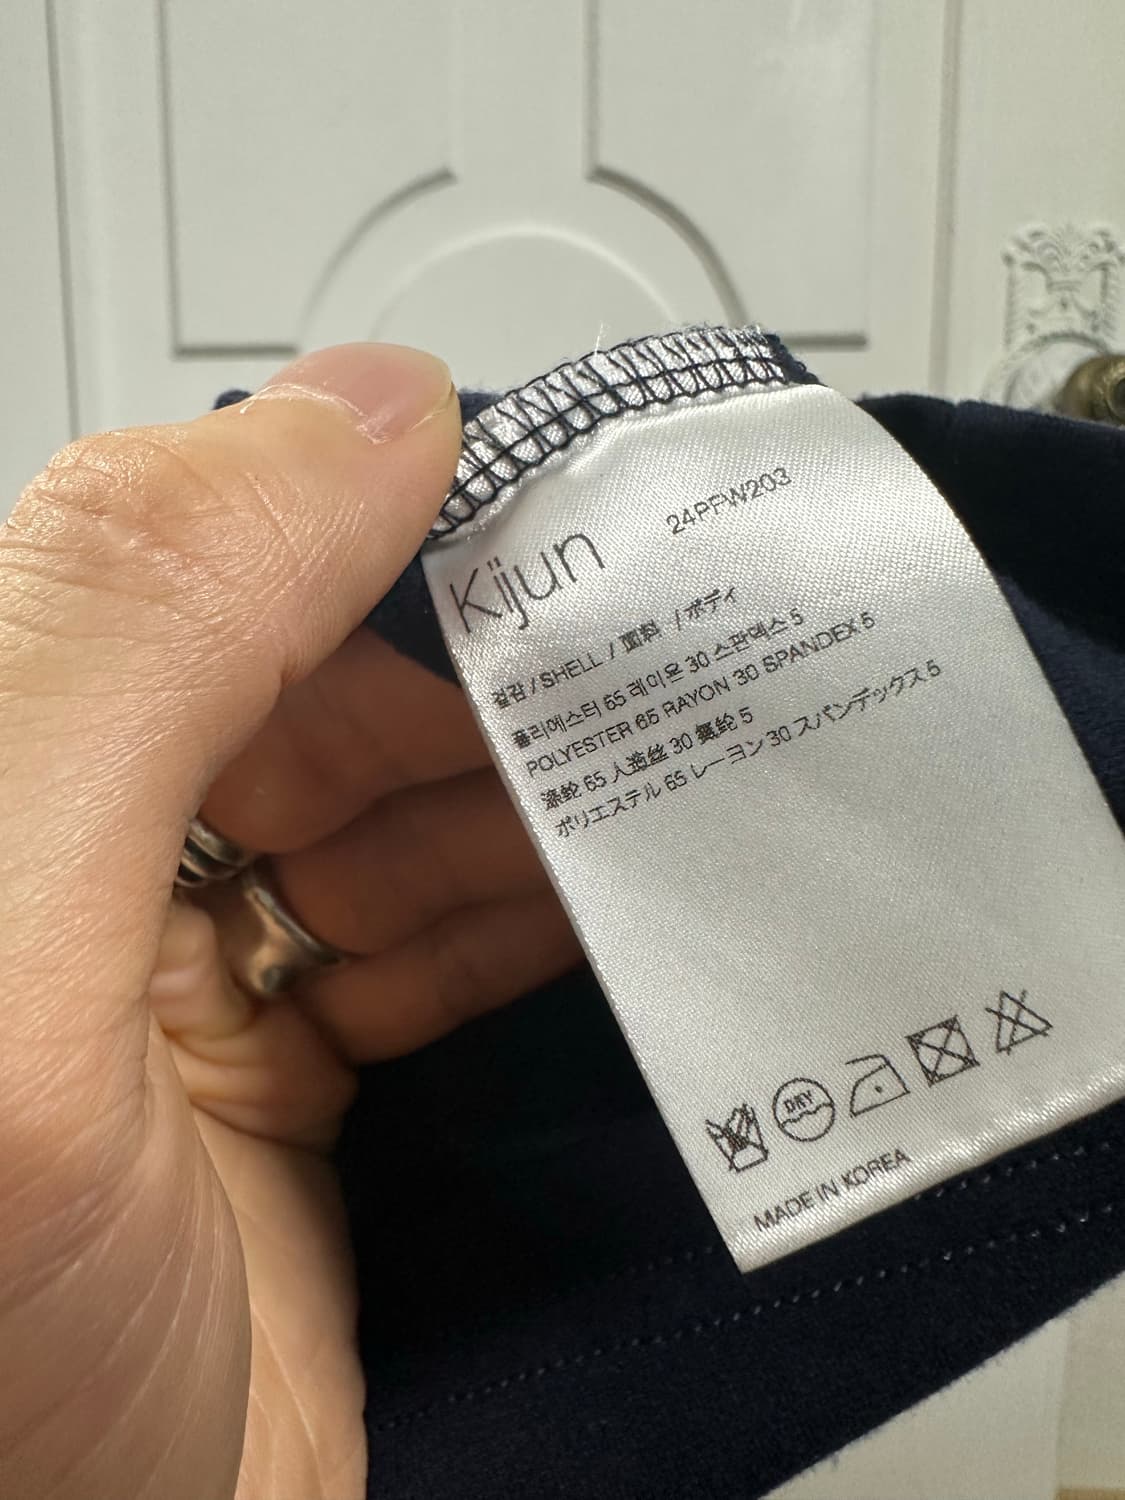 Kijun
24PFW203
겉감 / SHELL / 面料 / ボディ
폴리에스터 65 레이온 30 스판덱스 5
POLYESTER 65 RAYON 30 SPANDEX 5
涤纶 65 人造丝 30 氨纶 5
ポリエステル 65 レーヨン 30 スパンデックス 5
DRY
MADE IN KOREA